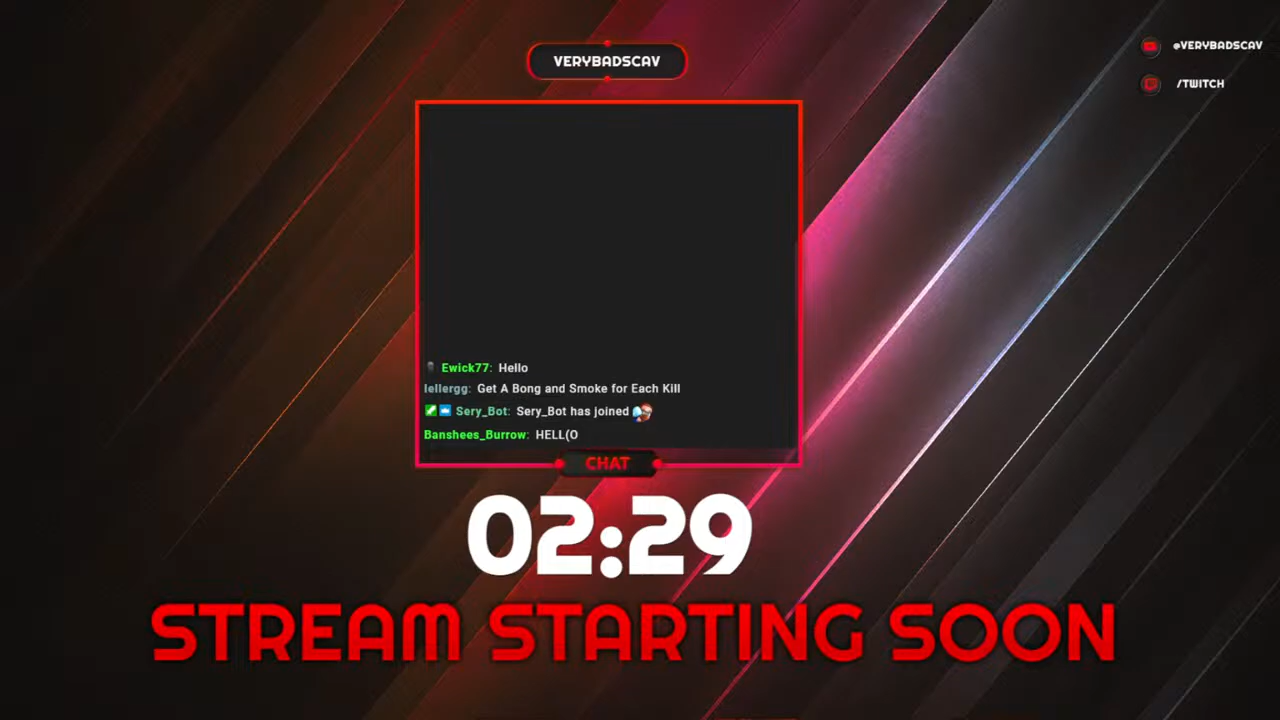 VERYBADSCAV
@VERYBADSCAV
/TWITCH
Ewick77: Hello
lellergg: Get A Bong and Smoke for Each Kill
Sery_Bot: Sery_Bot has joined
Banshees_Burrow: HELL(O
CHAT
02:29
STREAM STARTING SOON